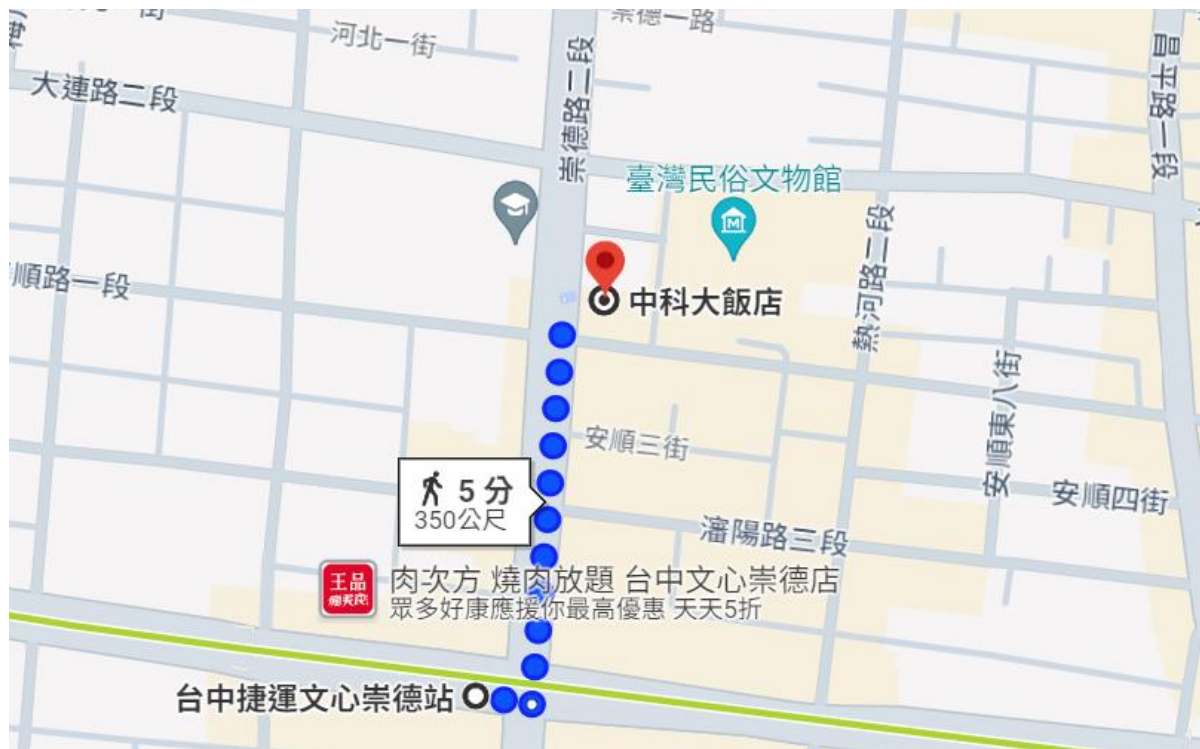 河北一街
崇德一路
大連路二段
崇德路二段
昌平路一段
臺灣民俗文物館
順路一段
中科大飯店
熱河路二段
安順三街
安順東八街
安順四街
5 分
350公尺
瀋陽路三段
王品
肉次方 燒肉放題 台中文心崇德店
眾多好康應援你最高優惠 天天5折
台中捷運文心崇德站